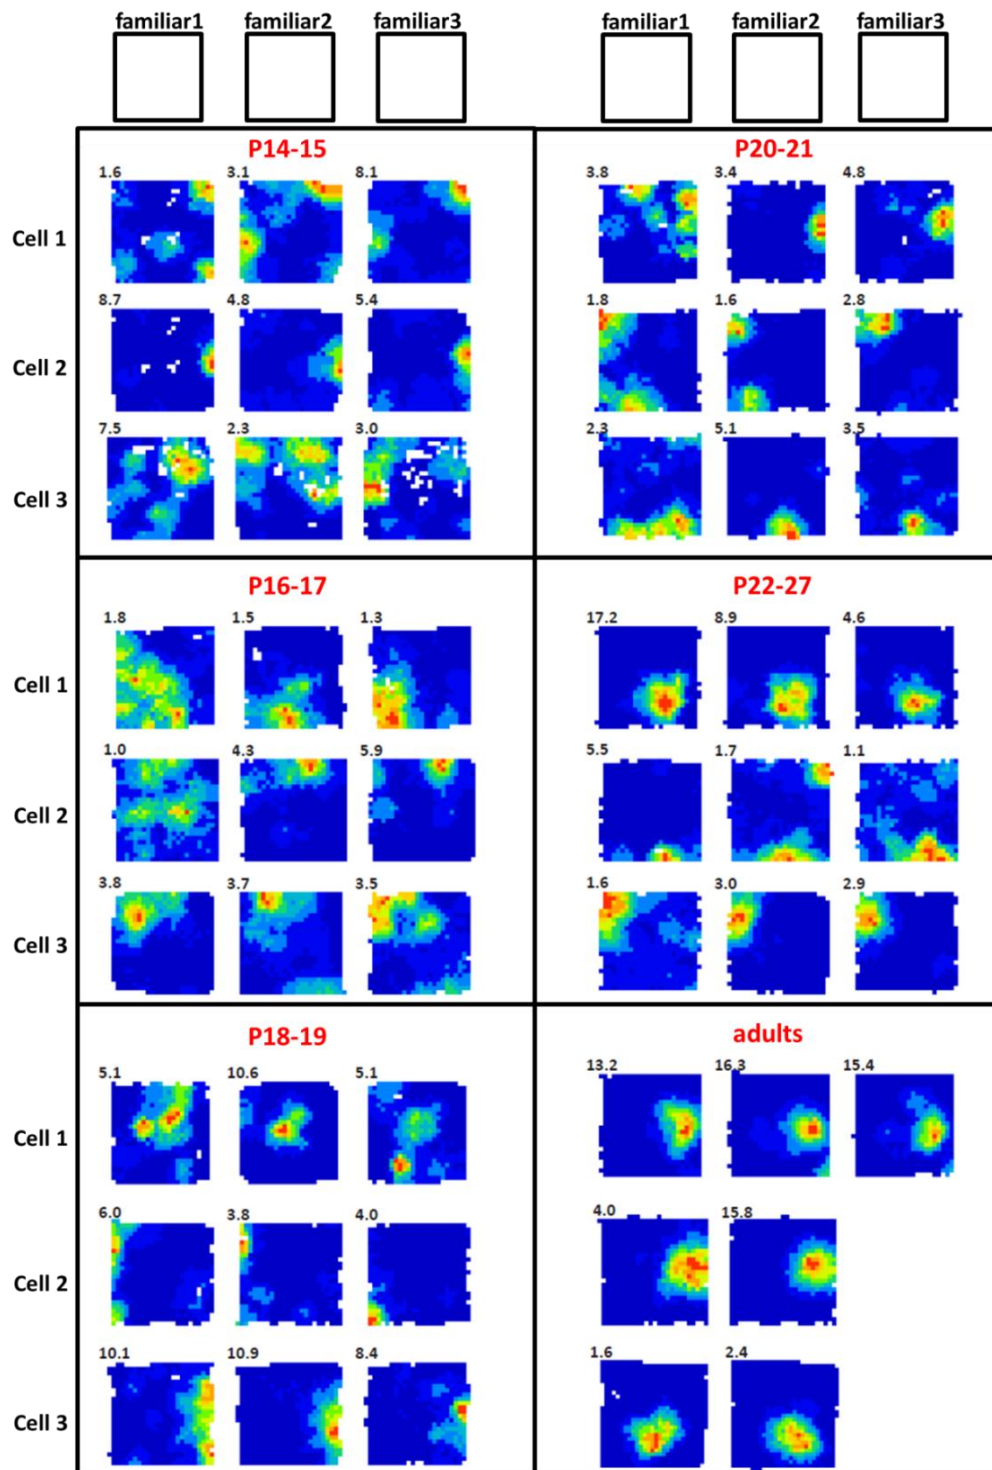 familiar1 familiar2 familiar3 familiar1 familiar2 familiar3
P14-15
1.6 3.1 8.1
Cell 1
8.7 4.8 5.4
Cell 2
7.5 2.3 3.0
Cell 3
P20-21
3.8 3.4 4.8
1.8 1.6 2.8
2.3 5.1 3.5
P16-17
1.8 1.5 1.3
Cell 1
1.0 4.3 5.9
Cell 2
3.8 3.7 3.5
Cell 3
P22-27
17.2 8.9 4.6
5.5 1.7 1.1
1.6 3.0 2.9
P18-19
5.1 10.6 5.1
Cell 1
6.0 3.8 4.0
Cell 2
10.1 10.9 8.4
Cell 3
adults
13.2 16.3 15.4
4.0 15.8
1.6 2.4